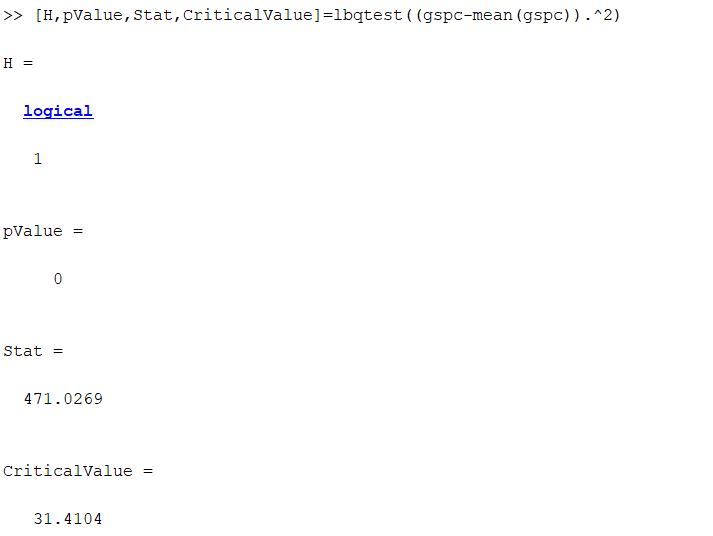 >> [H,pValue,Stat,CriticalValue]=lbqtest((gspc-mean(gspc)).^2)
H =
logical
1
pValue =
0
Stat =
471.0269
CriticalValue =
31.4104